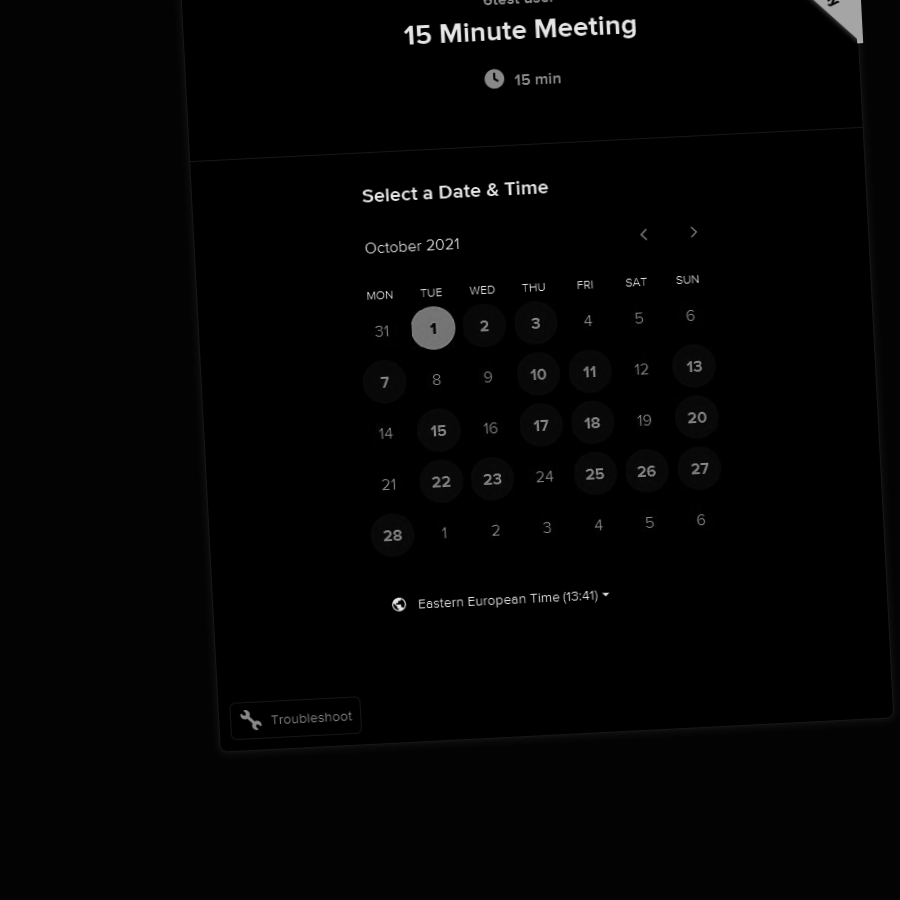 15 Minute Meeting
15 min
Select a Date & Time
October 2021
MON TUE WED THU FRI SAT SUN
31 1 2 3 4 5 6
7 8 9 10 11 12 13
14 15 16 17 18 19 20
21 22 23 24 25 26 27
28 1 2 3 4 5 6
Eastern European Time (13:41)
Troubleshoot